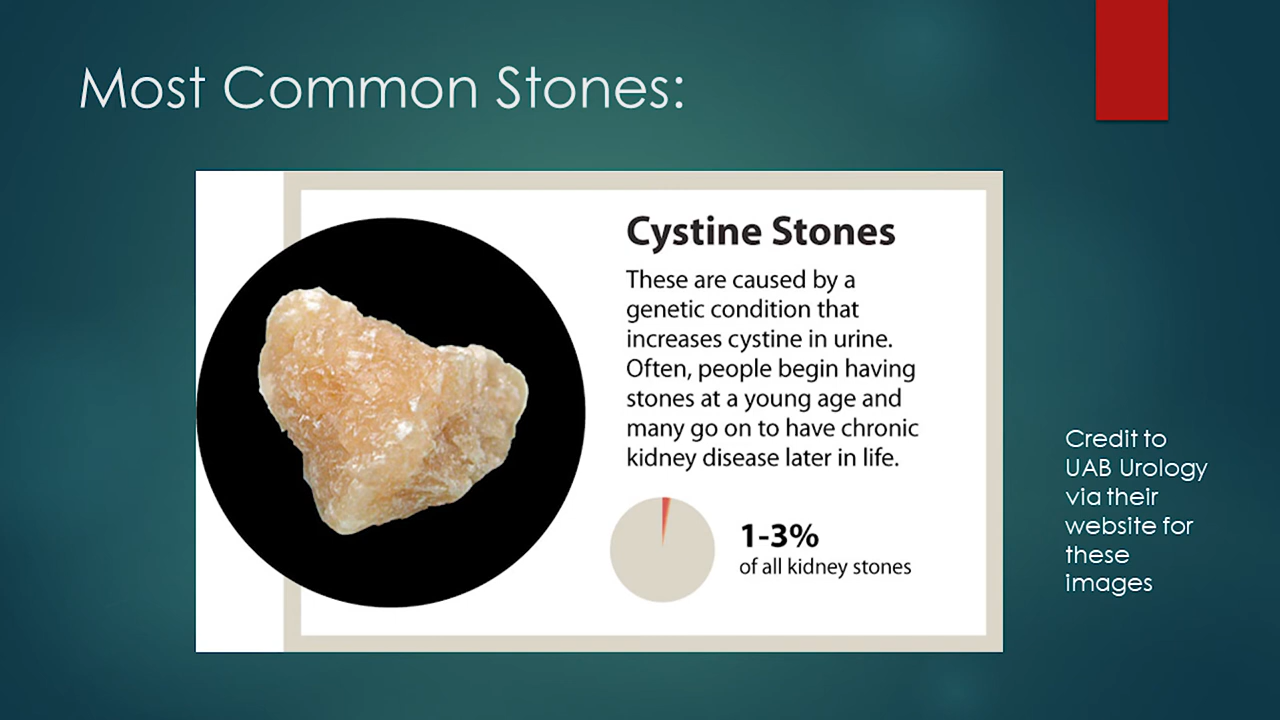 Most Common Stones:
Cystine Stones
These are caused by a
genetic condition that
increases cystine in urine.
Often, people begin having
stones at a young age and
many go on to have chronic
kidney disease later in life.
1-3%
of all kidney stones
Credit to
UAB Urology
via their
website for
these
images